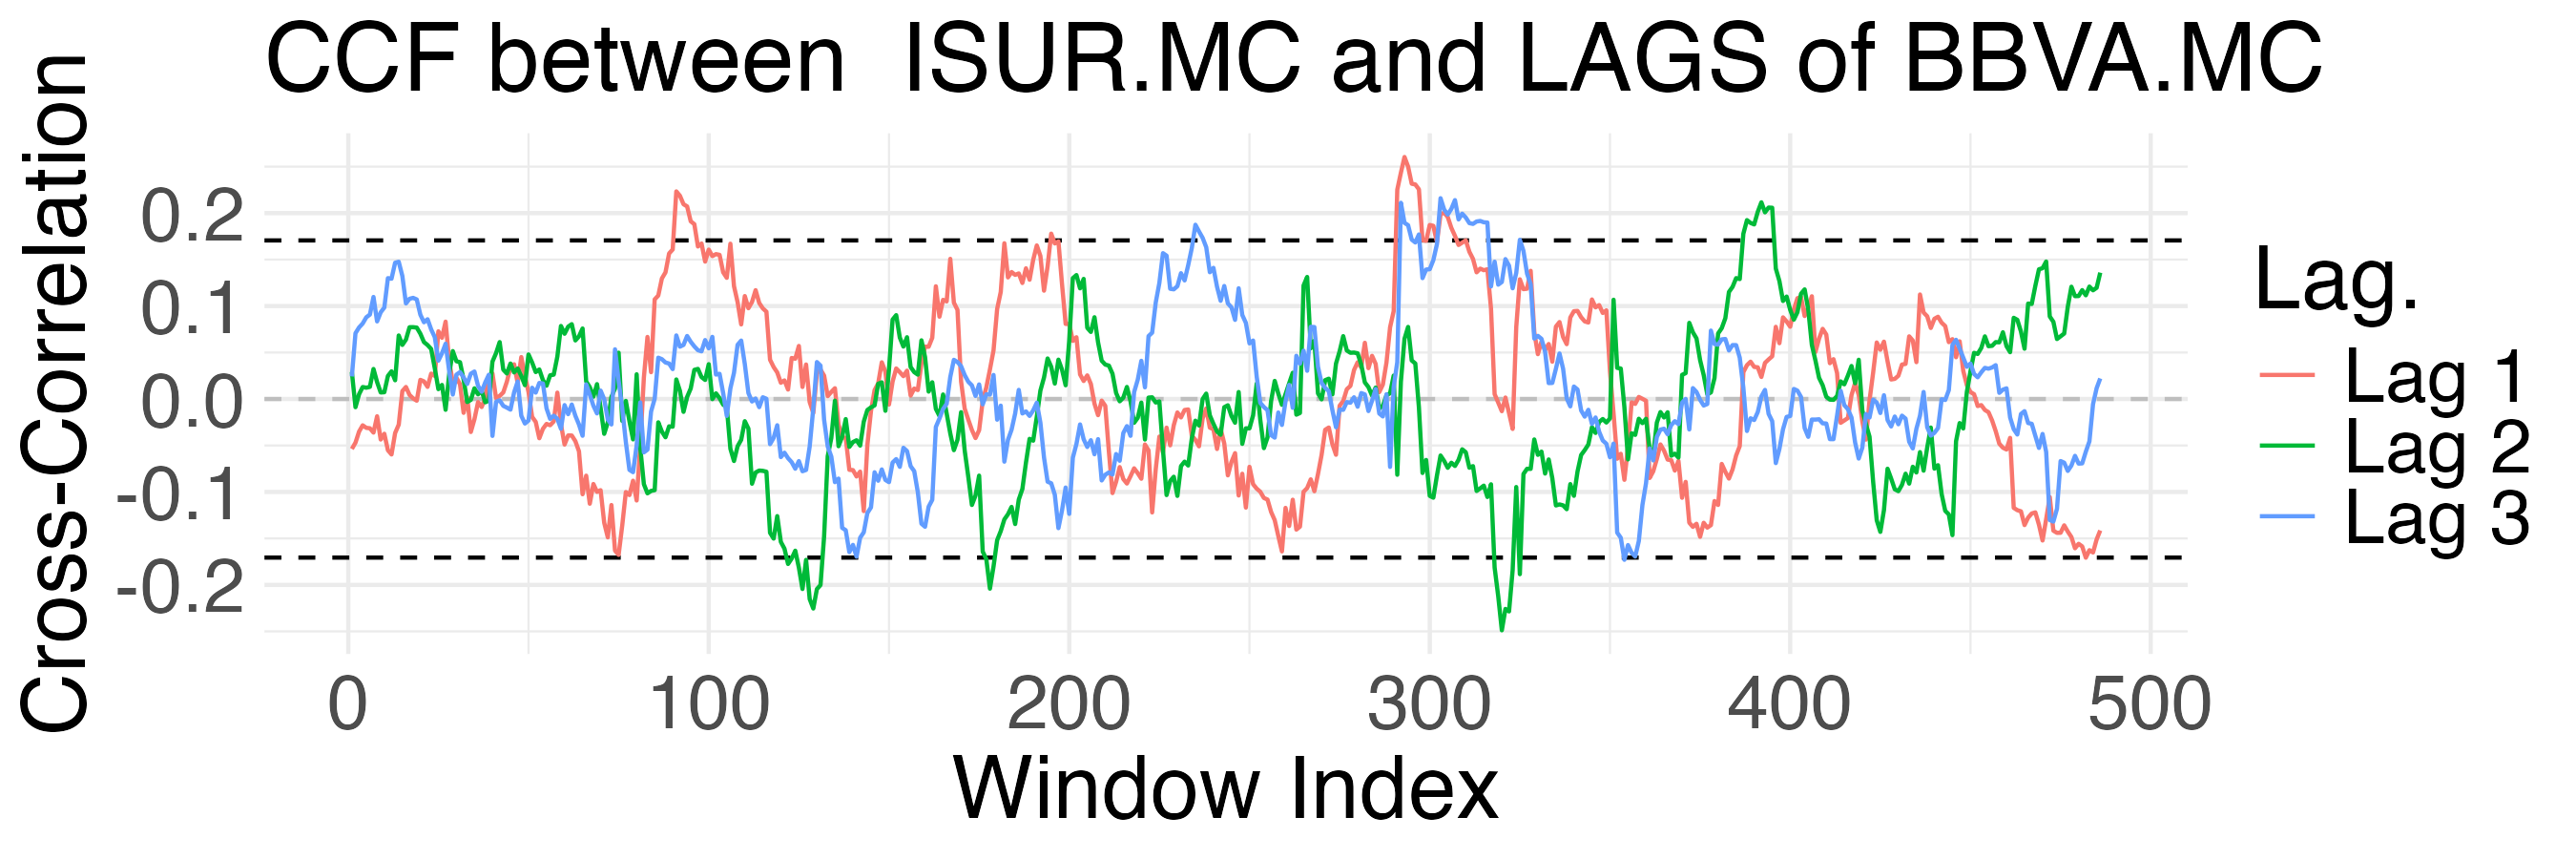 CCF between  ISUR.MC and LAGS of BBVA.MC
Cross-Correlation
0.2
0.1
0.0
-0.1
-0.2
0 100 200 300 400 500
Window Index
Lag.
Lag 1
Lag 2
Lag 3